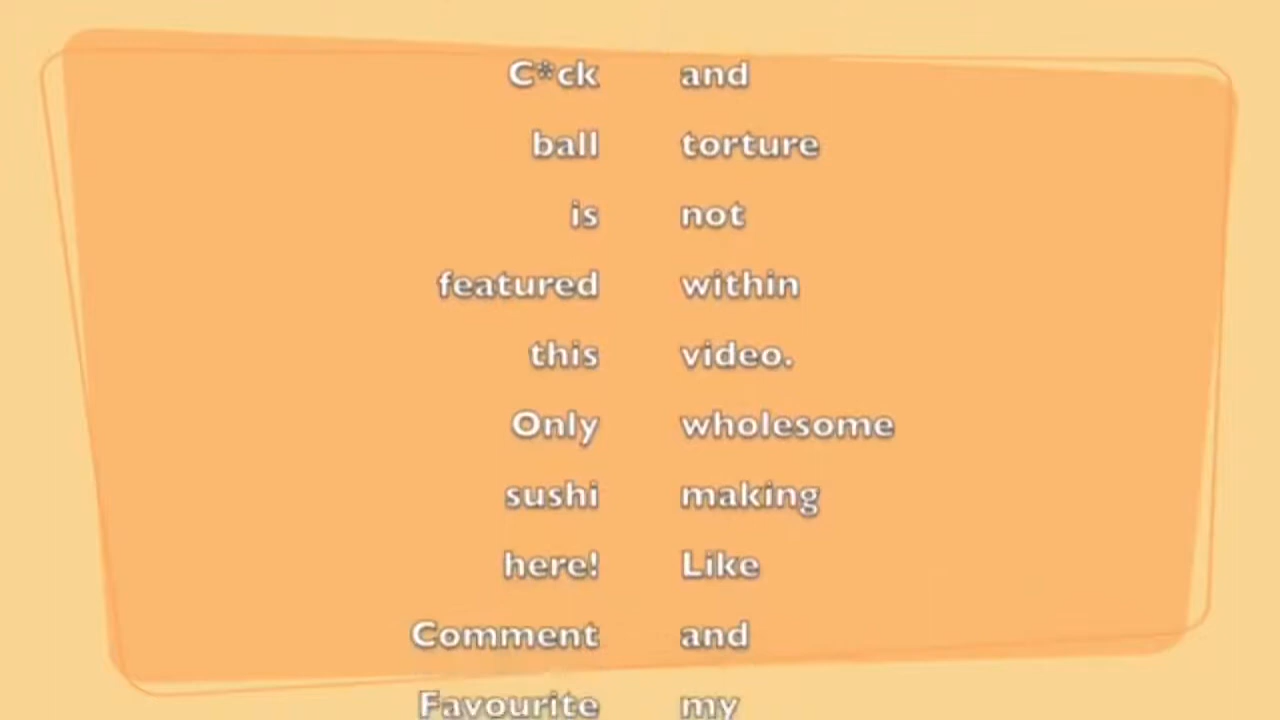 C*ck and
ball torture
is not
featured within
this video.
Only wholesome
sushi making
here! Like
Comment and
Favourite my